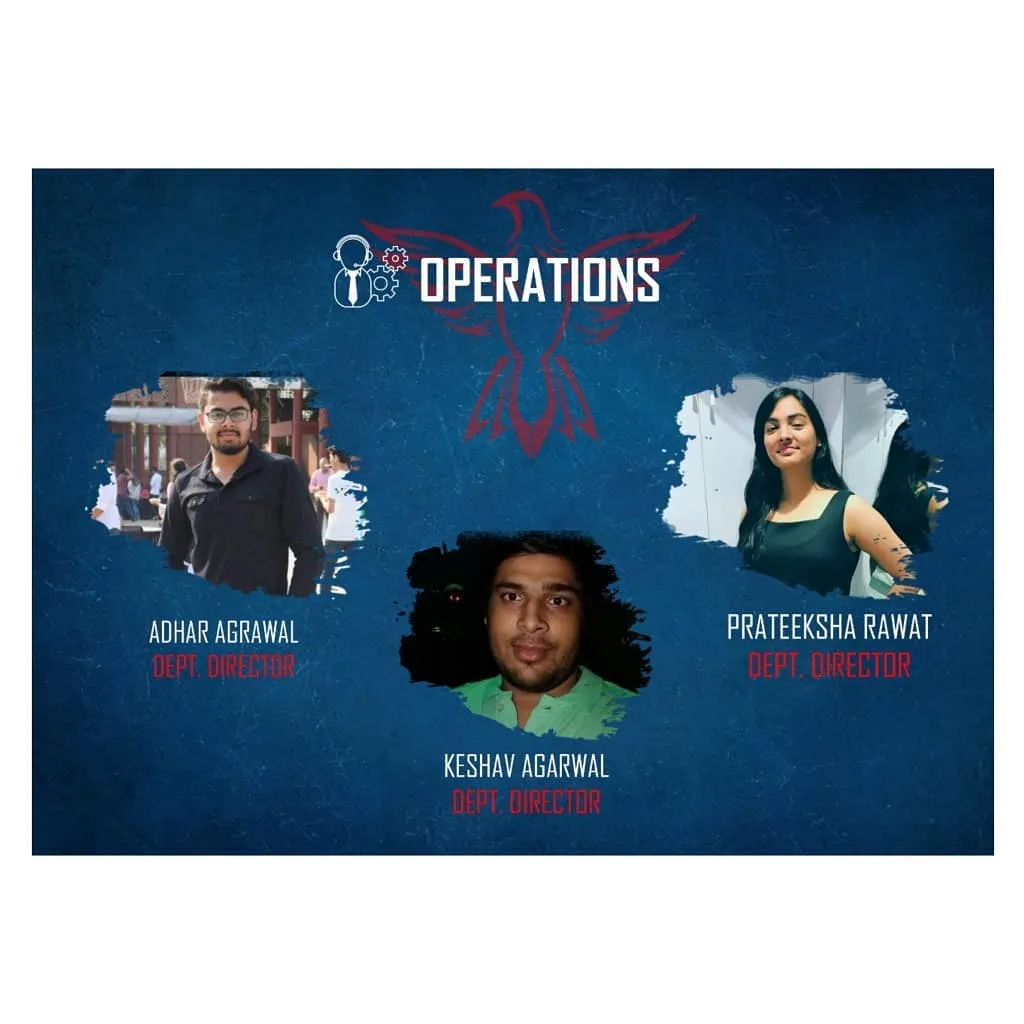 OPERATIONS
ADHAR AGRAWAL
DEPT. DIRECTOR
PRATEEKSHA RAWAT
DEPT. DIRECTOR
KESHAV AGARWAL
DEPT. DIRECTOR